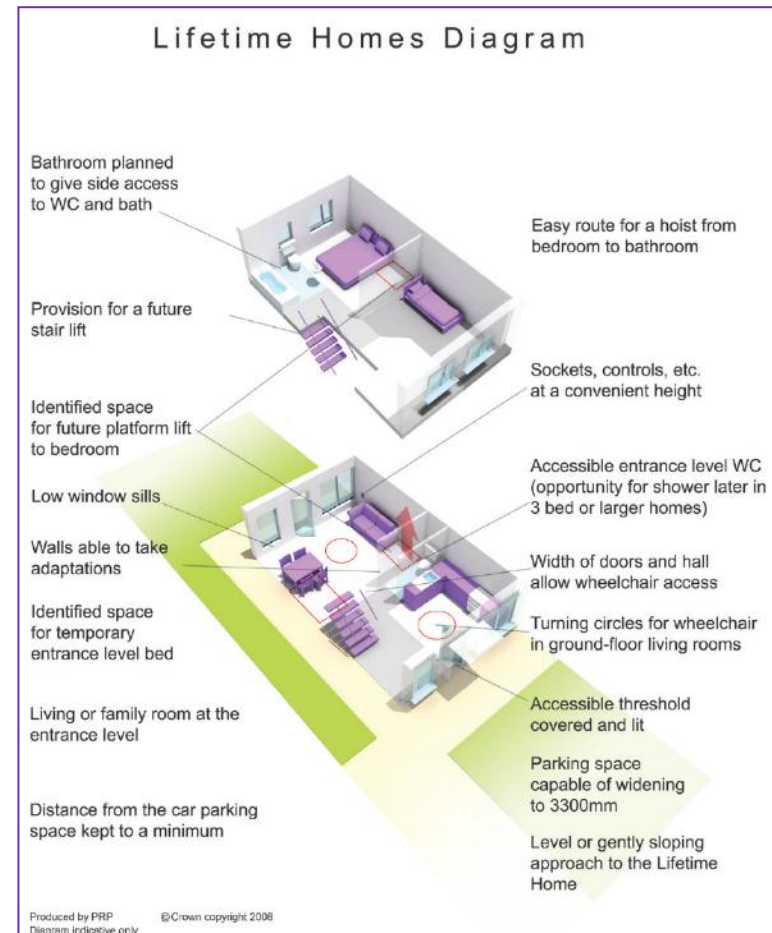 Lifetime Homes Diagram
Bathroom planned
to give side access
to WC and bath
Provision for a future
stair lift
Identified space
for future platform lift
to bedroom
Low window sills
Walls able to take
adaptations
Identified space
for temporary
entrance level bed
Living or family room at the
entrance level
Distance from the car parking
space kept to a minimum
Easy route for a hoist from
bedroom to bathroom
Sockets, controls, etc.
at a convenient height
Accessible entrance level WC
(opportunity for shower later in
3 bed or larger homes)
Width of doors and hall
allow wheelchair access
Turning circles for wheelchair
in ground-floor living rooms
Accessible threshold
covered and lit
Parking space
capable of widening
to 3300mm
Level or gently sloping
approach to the Lifetime
Home
Produced by PRP ©Crown copyright 2008
Diagram indicative only